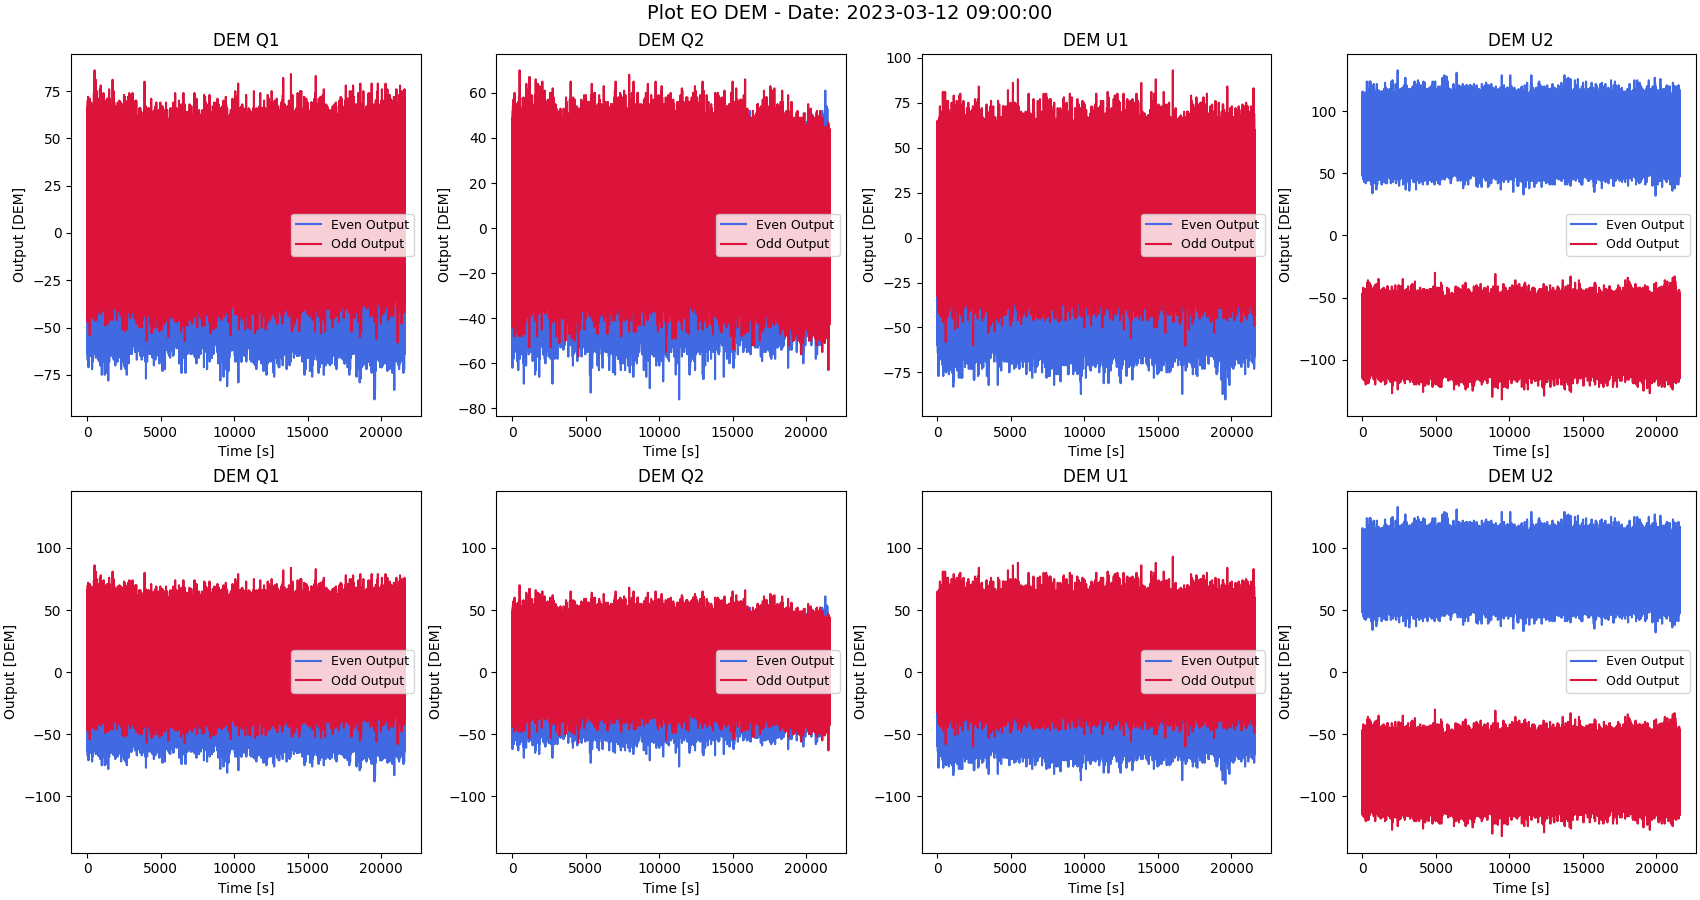 Plot EO DEM - Date: 2023-03-12 09:00:00
DEM Q1
DEM Q2
DEM U1
DEM U2
Output [DEM]
75
50
25
0
−25
−50
−75
Even Output
Odd Output
0 5000 10000 15000 20000
Time [s]
Output [DEM]
60
40
20
0
−20
−40
−60
−80
Even Output
Odd Output
0 5000 10000 15000 20000
Time [s]
Output [DEM]
100
75
50
25
0
−25
−50
−75
Even Output
Odd Output
0 5000 10000 15000 20000
Time [s]
Output [DEM]
100
50
0
−50
−100
Even Output
Odd Output
0 5000 10000 15000 20000
Time [s]
DEM Q1
DEM Q2
DEM U1
DEM U2
Output [DEM]
100
50
0
−50
−100
Even Output
Odd Output
0 5000 10000 15000 20000
Time [s]
Output [DEM]
100
50
0
−50
−100
Even Output
Odd Output
0 5000 10000 15000 20000
Time [s]
Output [DEM]
100
50
0
−50
−100
Even Output
Odd Output
0 5000 10000 15000 20000
Time [s]
Output [DEM]
100
50
0
−50
−100
Even Output
Odd Output
0 5000 10000 15000 20000
Time [s]